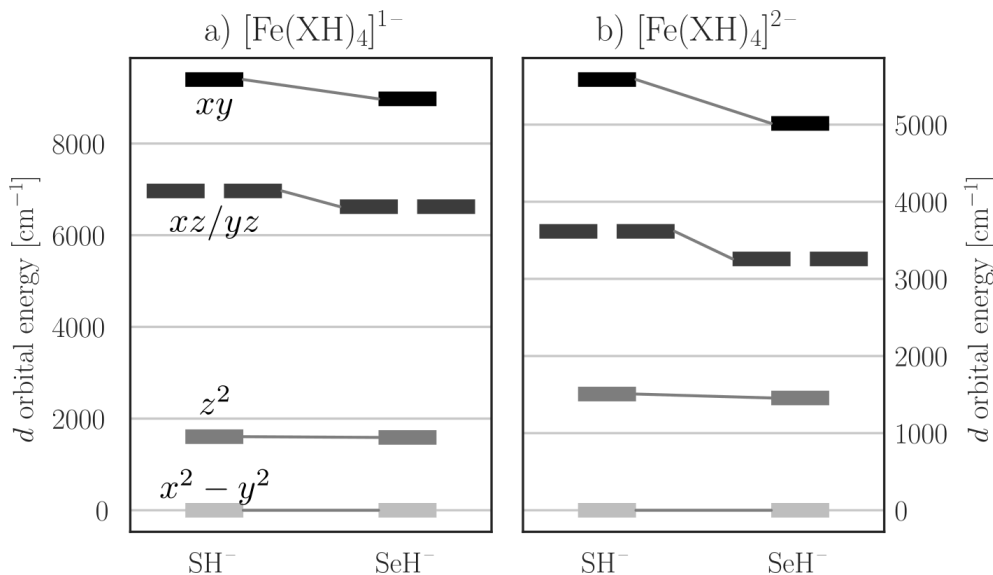 a) [Fe(XH)₄]¹⁻
b) [Fe(XH)₄]²⁻
d orbital energy [cm⁻¹]
8000
6000
4000
2000
0
xy
xz/yz
z²
x² − y²
SH⁻
SeH⁻
SH⁻
SeH⁻
5000
4000
3000
2000
1000
0
d orbital energy [cm⁻¹]